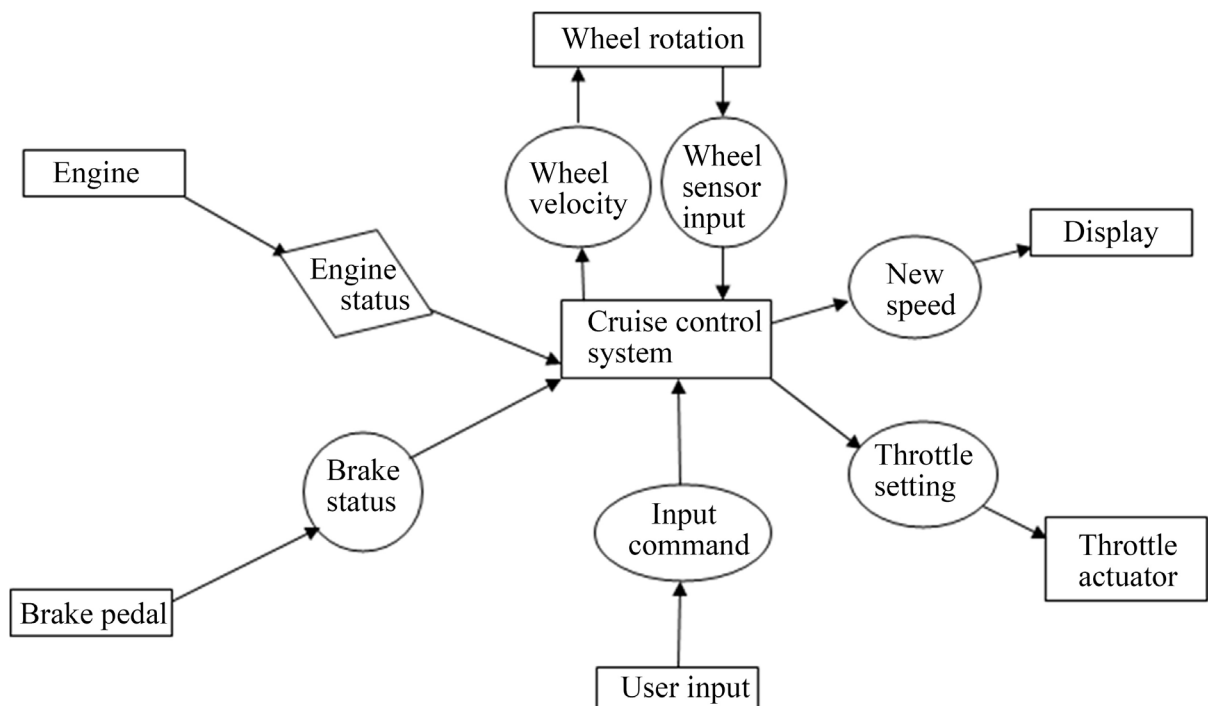 Wheel rotation
Engine
Wheel
velocity
Wheel
sensor
input
Display
Engine
status
New
speed
Cruise control
system
Brake
status
Throttle
setting
Input
command
Throttle
actuator
Brake pedal
User input